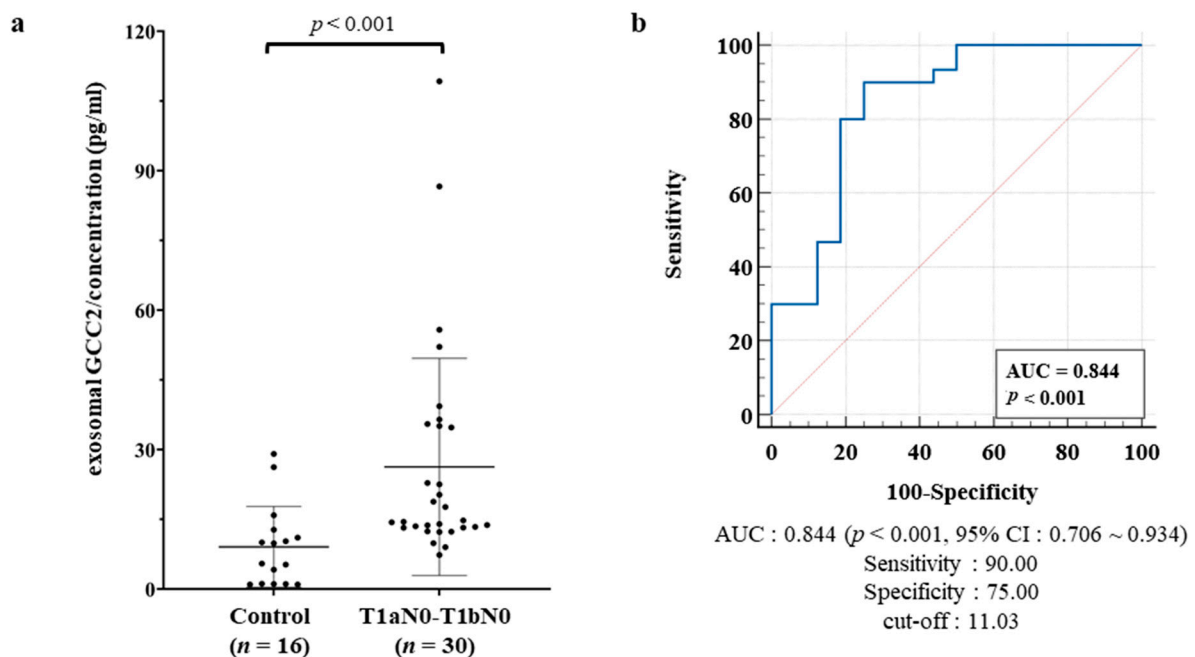 a
p < 0.001
120
90
60
30
0
exosomal GCC2/concentration (pg/ml)
Control
(n = 16)
T1aN0-T1bN0
(n = 30)
b
100
80
60
40
20
0
Sensitivity
AUC = 0.844
p < 0.001
0 20 40 60 80 100
100-Specificity
AUC : 0.844 (p < 0.001, 95% CI : 0.706 ~ 0.934)
Sensitivity : 90.00
Specificity : 75.00
cut-off : 11.03